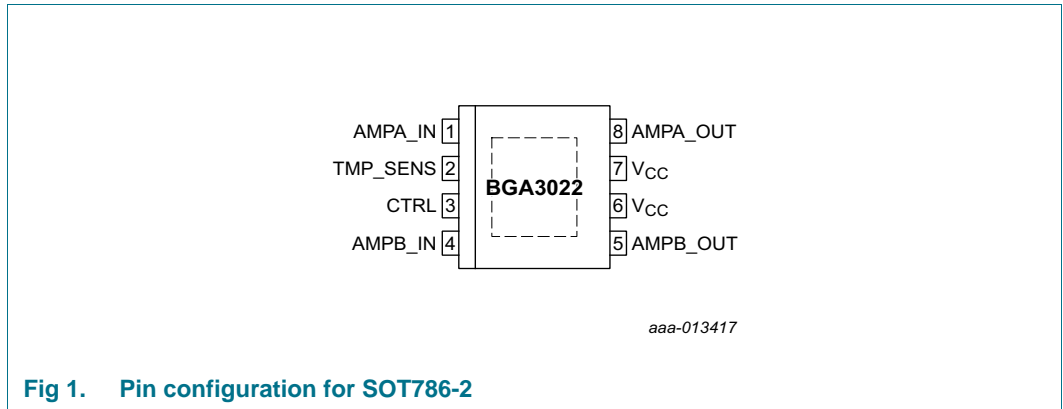 AMPA_IN 1 8 AMPA_OUT
TMP_SENS 2 7 VCC
BGA3022
CTRL 3 6 VCC
AMPB_IN 4 5 AMPB_OUT
aaa-013417
Fig 1. Pin configuration for SOT786-2